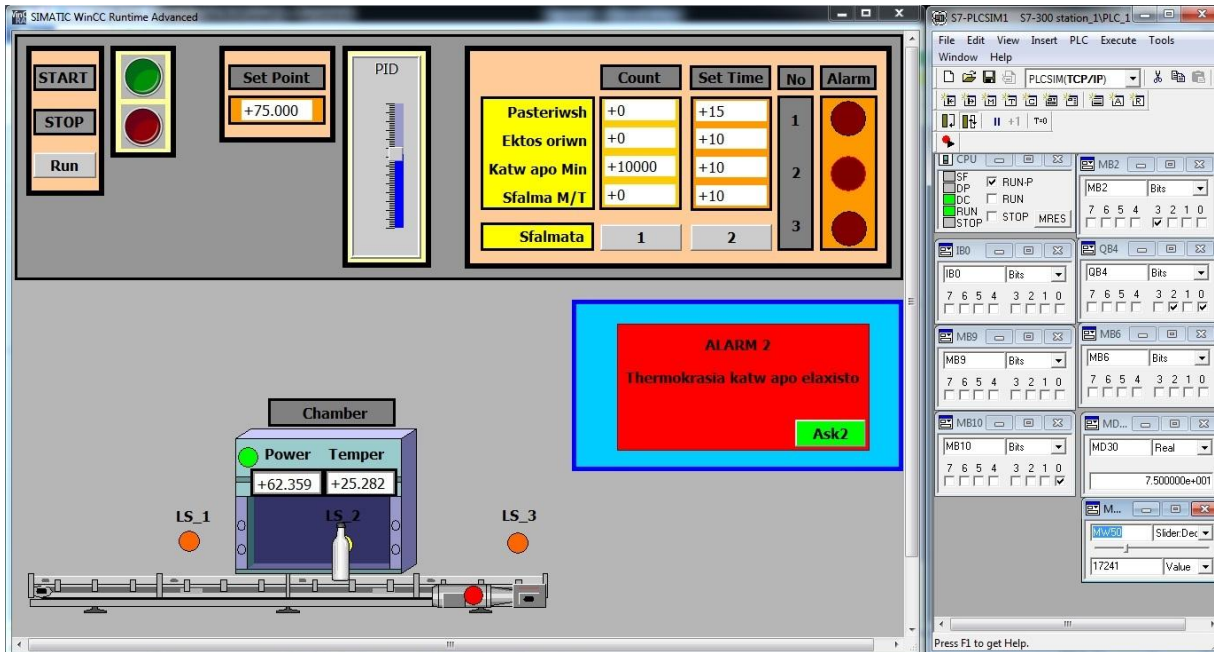 SIMATIC WinCC Runtime Advanced
START
STOP
Run
Set Point
+75.000
PID
Count Set Time No Alarm
Pasteriwsh +0 +15 1
Ektos oriwn +0 +10
Katw apo Min +10000 +10 2
Sfalma M/T +0 +10
Sfalmata 1 2 3
ALARM 2
Thermokrasia katw apo elaxisto
Ask2
Chamber
Power Temper
+62.359 +25.282
LS_1 LS_2 LS_3
S7-PLCSIM1 S7-300 station_1\PLC_1
File Edit View Insert PLC Execute Tools
Window Help
PLCSIM(TCP/IP)
+1 T=0
CPU
SF
DP
DC
RUN
STOP
RUN-P
RUN
STOP MRES
MB2
MB2 Bits
7 6 5 4 3 2 1 0
IB0
IB0 Bits
7 6 5 4 3 2 1 0
QB4
QB4 Bits
7 6 5 4 3 2 1 0
MB9
MB9 Bits
7 6 5 4 3 2 1 0
MB6
MB6 Bits
7 6 5 4 3 2 1 0
MB10
MB10 Bits
7 6 5 4 3 2 1 0
MD...
MD30 Real
7.500000e+001
M...
MW50 Slider:Dec
17241 Value
Press F1 to get Help.